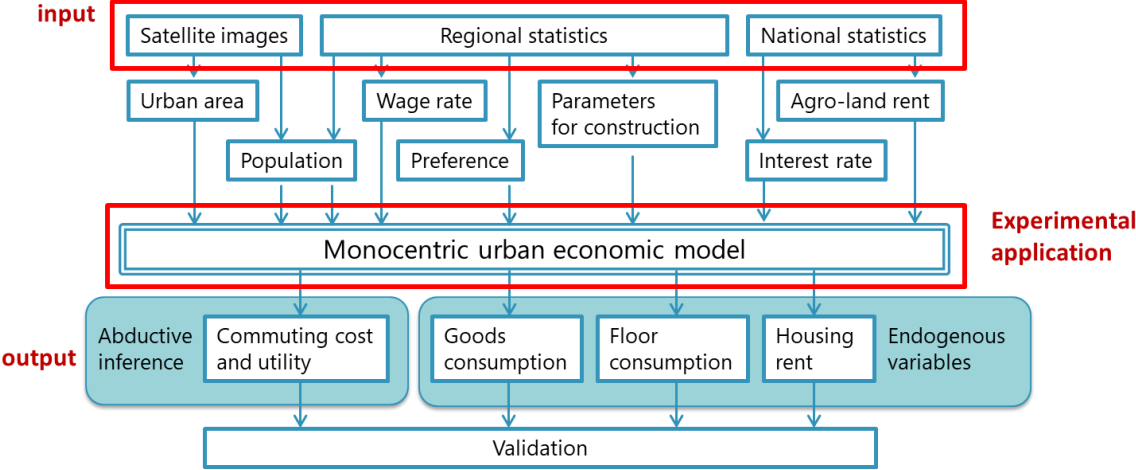 input
Satellite images
Regional statistics
National statistics
Urban area
Wage rate
Parameters
for construction
Agro-land rent
Population
Preference
Interest rate
Monocentric urban economic model
Experimental
application
output
Abductive
inference
Commuting cost
and utility
Goods
consumption
Floor
consumption
Housing
rent
Endogenous
variables
Validation